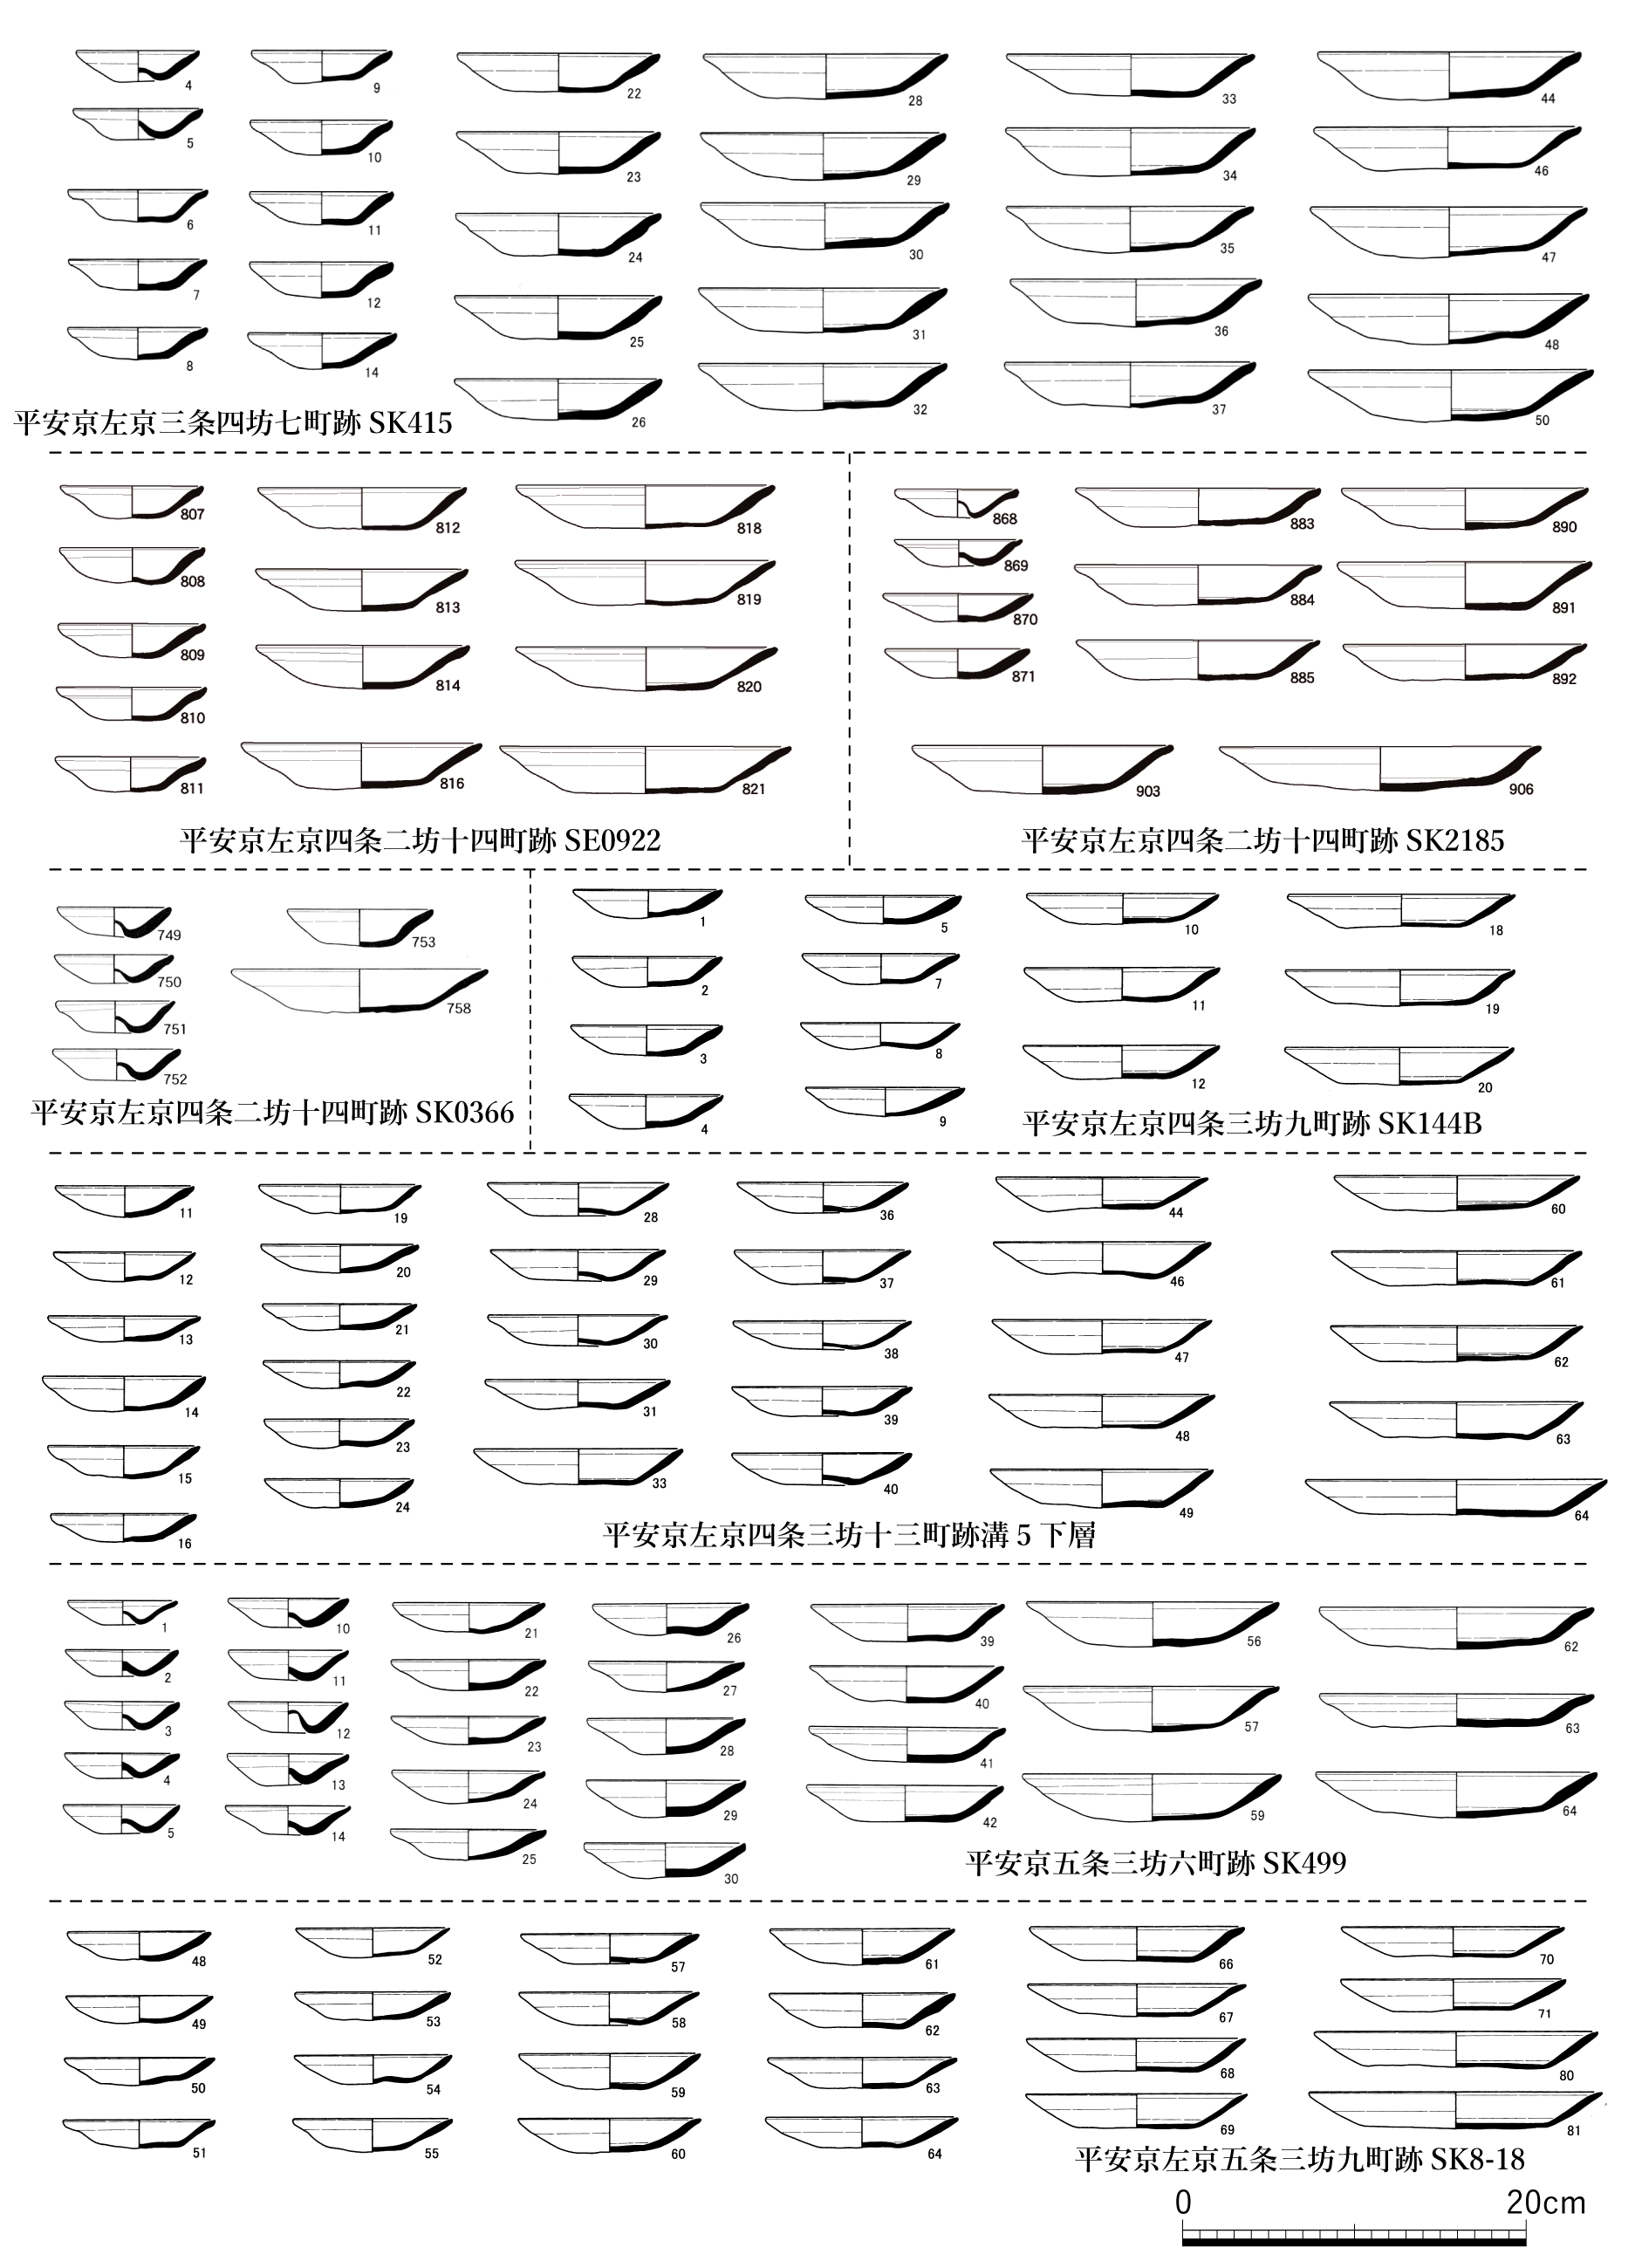 4 9 22 28 33 44
5 10 23 29 34 46
6 11 24 30 35 47
7 12 25 31 36 48
8 14 26 32 37 50
平安京左京三条四坊七町跡 SK415
807 812 818
808 813 819
809 814 820
810
811 816 821
平安京左京四条二坊十四町跡 SE0922
868 883 890
869 884 891
870
871 885 892
903 906
平安京左京四条二坊十四町跡 SK2185
749 753
750 758
751
752
平安京左京四条二坊十四町跡 SK0366
1 5 10 18
2 7 11 19
3 8 12 20
4 9
平安京左京四条三坊九町跡 SK144B
11 19 28 36 44 60
12 20 29 37 46 61
13 21 30 38 47 62
14 22 31 39 48 63
15 23 33 40 49 64
16 24
平安京左京四条三坊十三町跡溝 5 下層
1 10 21 26 39 56 62
2 11 22 27 40 57 63
3 12 23 28 41 59 64
4 13 24 29 42
5 14 25 30
平安京五条三坊六町跡 SK499
48 52 57 61 66 70
49 53 58 62 67 71
50 54 59 63 68 80
51 55 60 64 69 81
平安京左京五条三坊九町跡 SK8-18
0 20cm